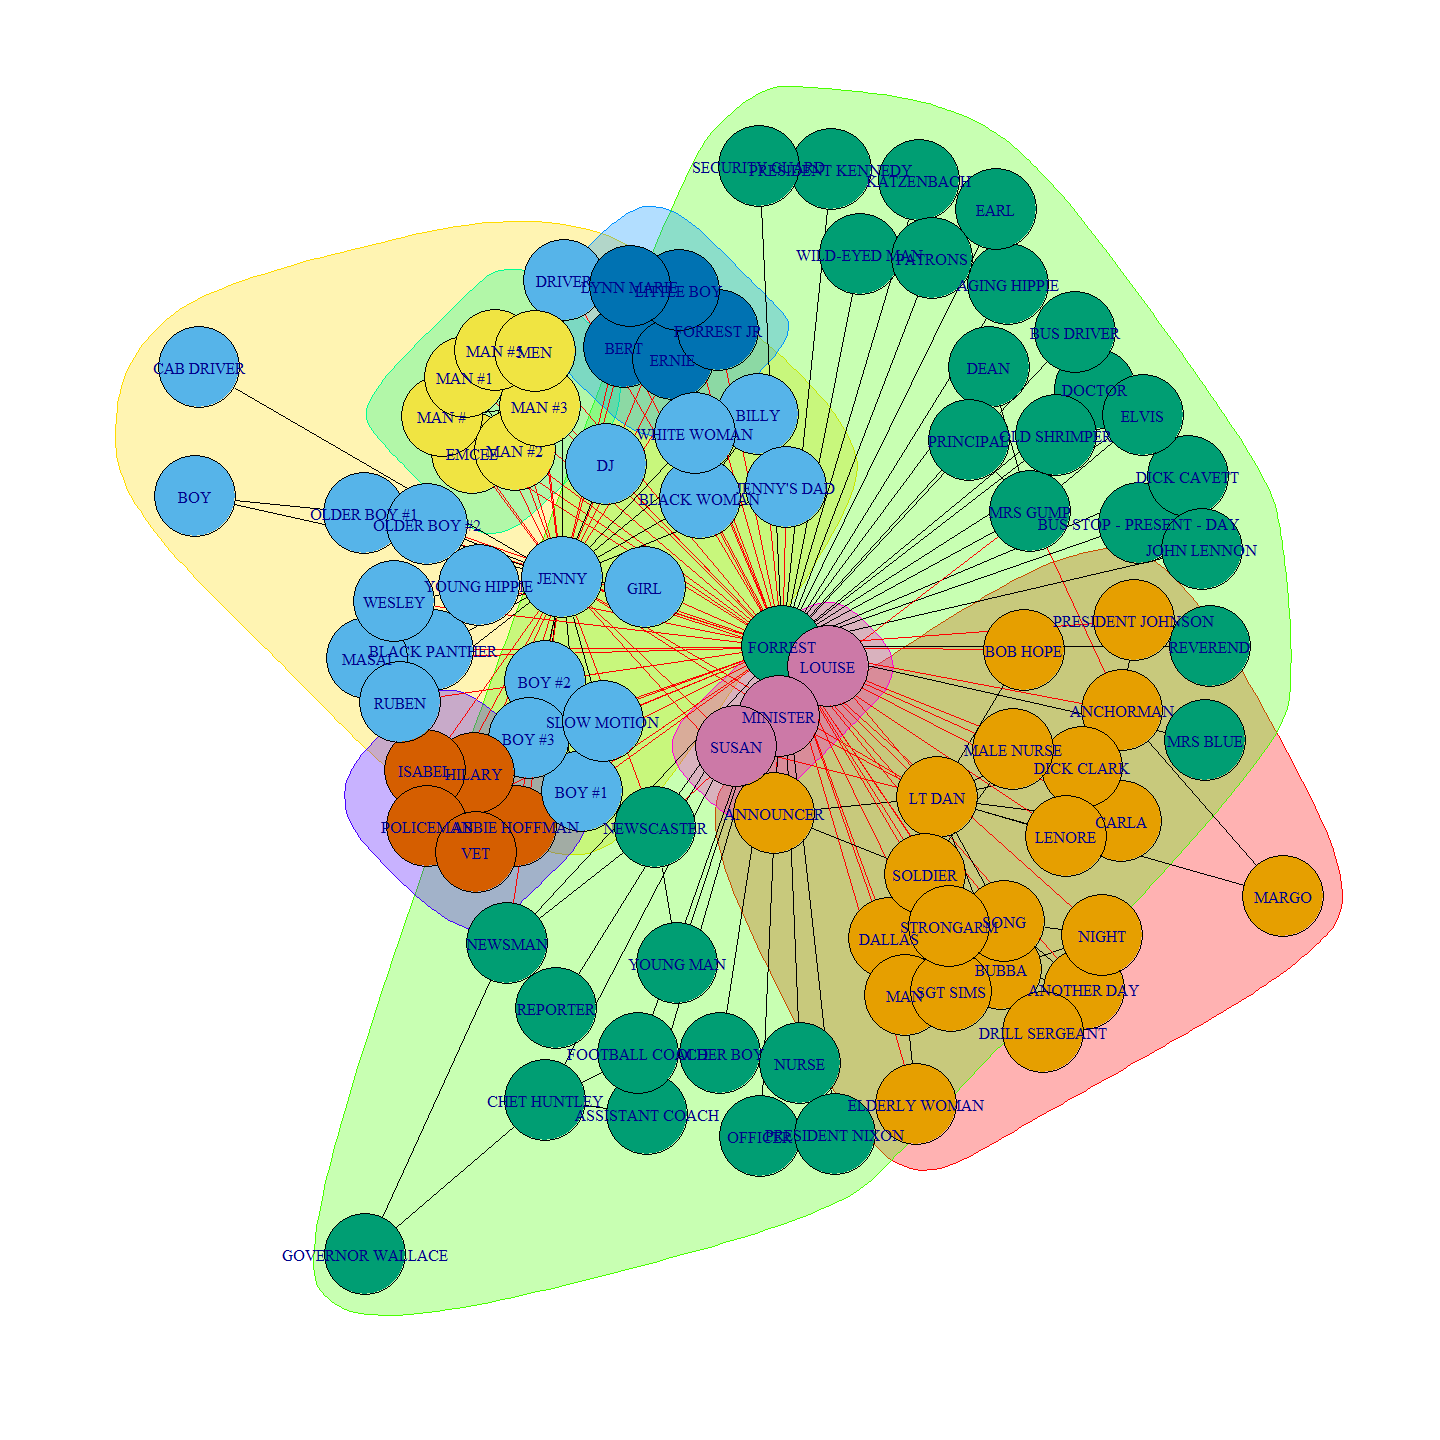 SECURITY GUARD
PRESIDENT KENNEDY
KATZENBACH
EARL
WILD-EYED MAN
PATRONS
AGING HIPPIE
DRIVER
LYNN MARIE
LITTLE BOY
FORREST JR
BUS DRIVER
BERT
ERNIE
MAN #5
MEN
CAB DRIVER
MAN #1
DEAN
DOCTOR
MAN #
MAN #3
BILLY
ELVIS
WHITE WOMAN
OLD SHRIMPER
PRINCIPAL
EMCEE
MAN #2
DJ
DICK CAVETT
JENNY'S DAD
BOY
BLACK WOMAN
OLDER BOY #1
OLDER BOY #2
MRS GUMP
BUS STOP - PRESENT - DAY
JOHN LENNON
JENNY
YOUNG HIPPIE
GIRL
WESLEY
PRESIDENT JOHNSON
FORREST
REVEREND
BLACK PANTHER
BOB HOPE
MASAI
LOUISE
BOY #2
RUBEN
ANCHORMAN
MINISTER
SLOW MOTION
BOY #3
MRS BLUE
SUSAN
MALE NURSE
DICK CLARK
ISABEL
HILARY
BOY #1
LT DAN
ANNOUNCER
CARLA
POLICEMAN
ABBIE HOFFMAN
NEWSCASTER
LENORE
VET
SOLDIER
MARGO
SONG
STRONGARM
NIGHT
DALLAS
NEWSMAN
YOUNG MAN
BUBBA
ANOTHER DAY
SGT SIMS
MAN
REPORTER
DRILL SERGEANT
FOOTBALL COACH
OLDER BOY
NURSE
CHET HUNTLEY
ELDERLY WOMAN
ASSISTANT COACH
OFFICER
PRESIDENT NIXON
GOVERNOR WALLACE